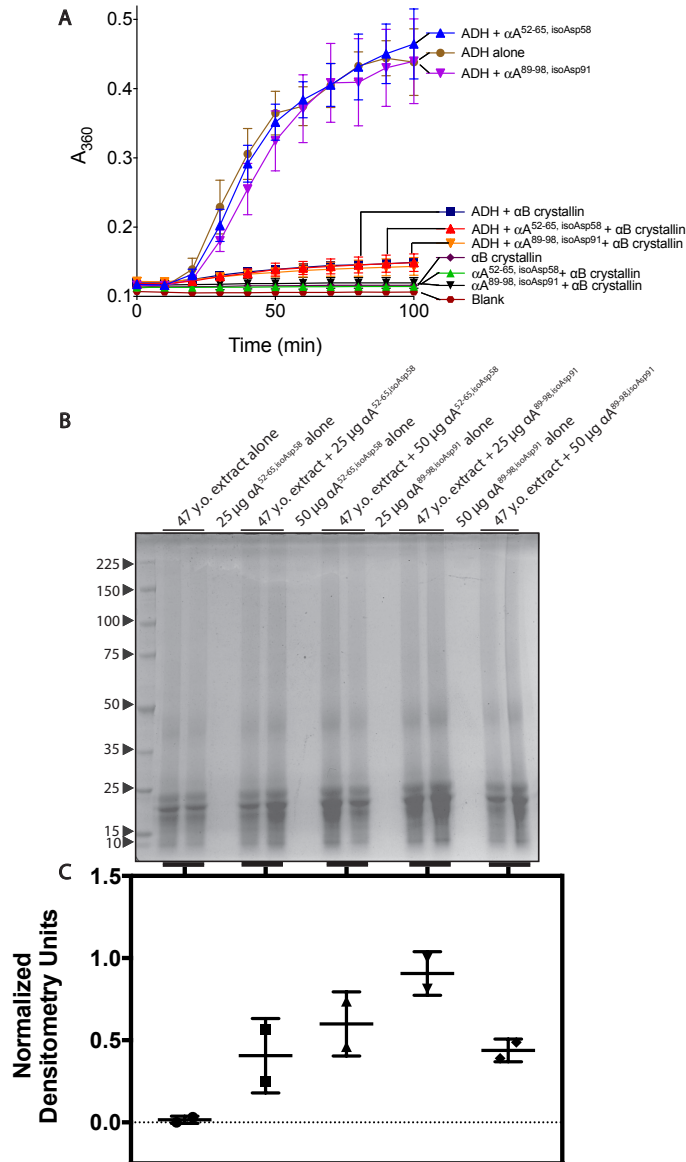 A
0.5
0.4
0.3
0.2
0.1
A360
0
50
100
Time (min)
ADH + αA52-65, isoAsp58
ADH alone
ADH + αA89-98, isoAsp91
ADH + αB crystallin
ADH + αA52-65, isoAsp58 + αB crystallin
ADH + αA89-98, isoAsp91 + αB crystallin
αB crystallin
αA52-65, isoAsp58 + αB crystallin
αA89-98, isoAsp91 + αB crystallin
Blank
B
47 y.o. extract alone
25 µg αA52-65,isoAsp58 alone
47 y.o. extract + 25 µg αA52-65,isoAsp58
50 µg αA52-65,isoAsp58 alone
47 y.o. extract + 50 µg αA52-65,isoAsp58
25 µg αA89-98,isoAsp91 alone
47 y.o. extract + 25 µg αA89-98,isoAsp91
50 µg αA89-98,isoAsp91 alone
47 y.o. extract + 50 µg αA89-98,isoAsp91
225
150
100
75
50
35
25
15
10
C
1.5
1.0
0.5
0.0
Normalized
Densitometry Units